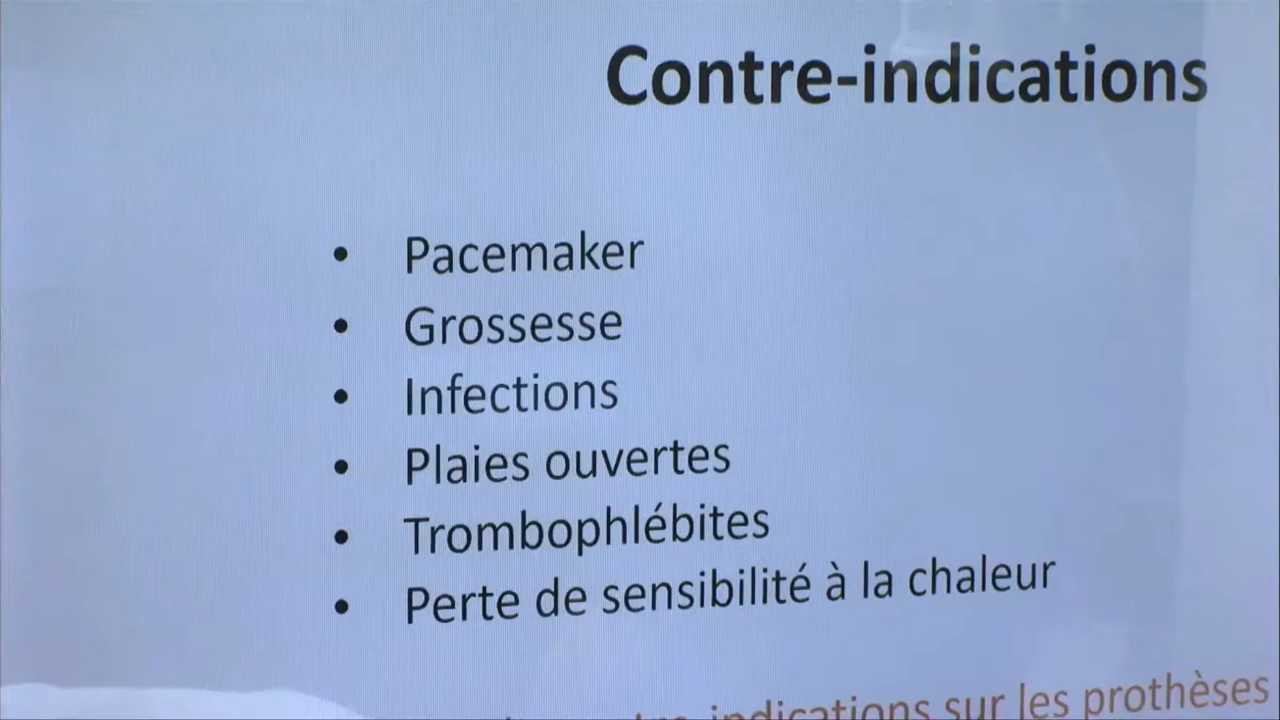 Contre-indications
• Pacemaker
• Grossesse
• Infections
• Plaies ouvertes
• Trombophlébites
• Perte de sensibilité à la chaleur
indications sur les prothèses